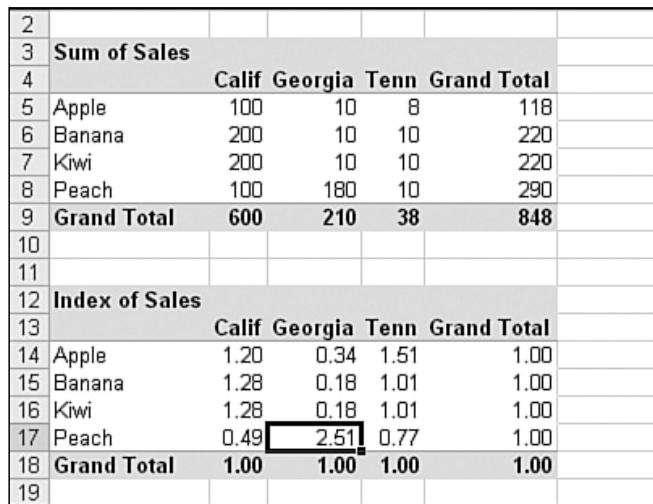 2
3 Sum of Sales
4 Calif Georgia Tenn Grand Total
5 Apple 100 10 8 118
6 Banana 200 10 10 220
7 Kiwi 200 10 10 220
8 Peach 100 180 10 290
9 Grand Total 600 210 38 848
10
11
12 Index of Sales
13 Calif Georgia Tenn Grand Total
14 Apple 1.20 0.34 1.51 1.00
15 Banana 1.28 0.18 1.01 1.00
16 Kiwi 1.28 0.18 1.01 1.00
17 Peach 0.49 2.51 0.77 1.00
18 Grand Total 1.00 1.00 1.00 1.00
19